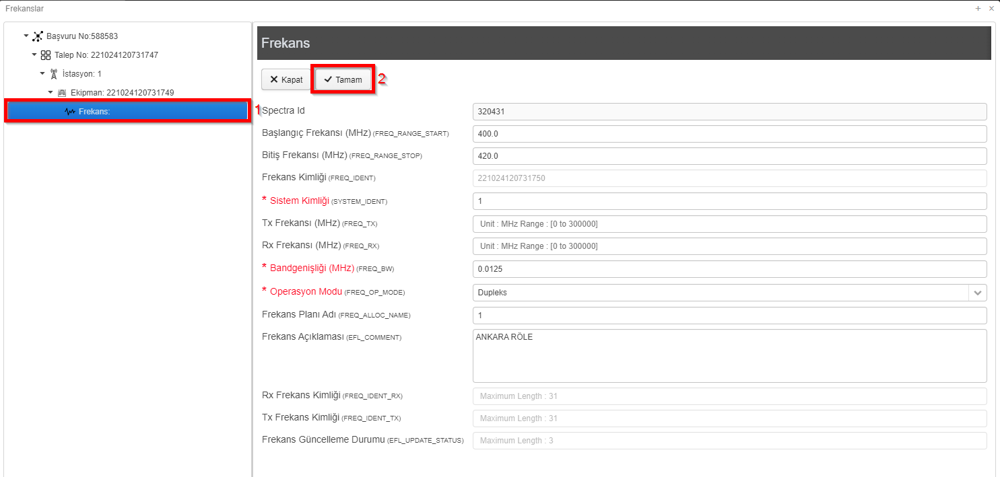 Frekanslar
Başvuru No:588583
Talep No: 221024120731747
İstasyon: 1
Ekipman: 221024120731749
Frekans:
1
Frekans
Kapat
Tamam
2
Spectra Id
320431
Başlangıç Frekansı (MHz) (FREQ_RANGE_START)
400.0
Bitiş Frekansı (MHz) (FREQ_RANGE_STOP)
420.0
Frekans Kimliği (FREQ_IDENT)
221024120731750
* Sistem Kimliği (SYSTEM_IDENT)
1
Tx Frekansı (MHz) (FREQ_TX)
Unit : MHz Range : [0 to 300000]
Rx Frekansı (MHz) (FREQ_RX)
Unit : MHz Range : [0 to 300000]
* Bandgenişliği (MHz) (FREQ_BW)
0.0125
* Operasyon Modu (FREQ_OP_MODE)
Dupleks
Frekans Planı Adı (FREQ_ALLOC_NAME)
1
Frekans Açıklaması (EFL_COMMENT)
ANKARA RÖLE
Rx Frekans Kimliği (FREQ_IDENT_RX)
Maximum Length : 31
Tx Frekans Kimliği (FREQ_IDENT_TX)
Maximum Length : 31
Frekans Güncelleme Durumu (EFL_UPDATE_STATUS)
Maximum Length : 3